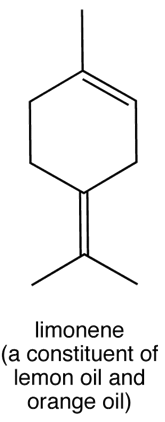 limonene
(a constituent of
lemon oil and
orange oil)